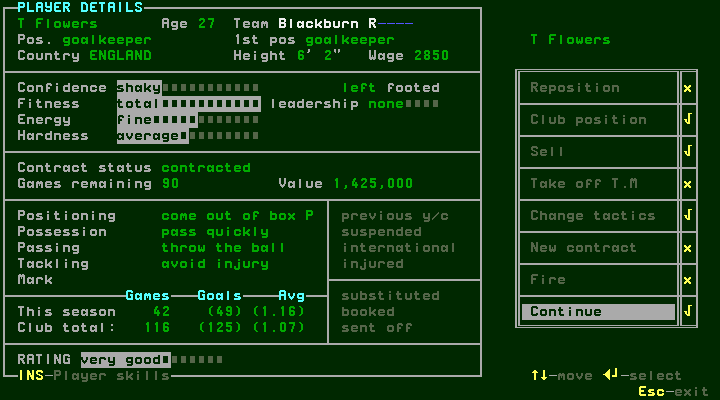 PLAYER DETAILS
T Flowers Age 27 Team Blackburn R
Pos. goalkeeper 1st pos goalkeeper
Country ENGLAND Height 6' 2" Wage 2850
Confidence shaky left footed
Fitness total leadership none
Energy fine
Hardness average
Contract status contracted
Games remaining 90 Value 1,425,000
Positioning come out of box P
Possession pass quickly
Passing throw the ball
Tackling avoid injury
Mark
previous y/c
suspended
international
injured
Games Goals Avg
This season 42 (49) (1.16)
Club total: 116 (125) (1.07)
substituted
booked
sent off
RATING very good
INS-Player skills
T Flowers
Reposition x
Club position √
Sell √
Take off T.M x
Change tactics √
New contract x
Fire x
Continue √
↑↓-move ↵-select
Esc-exit